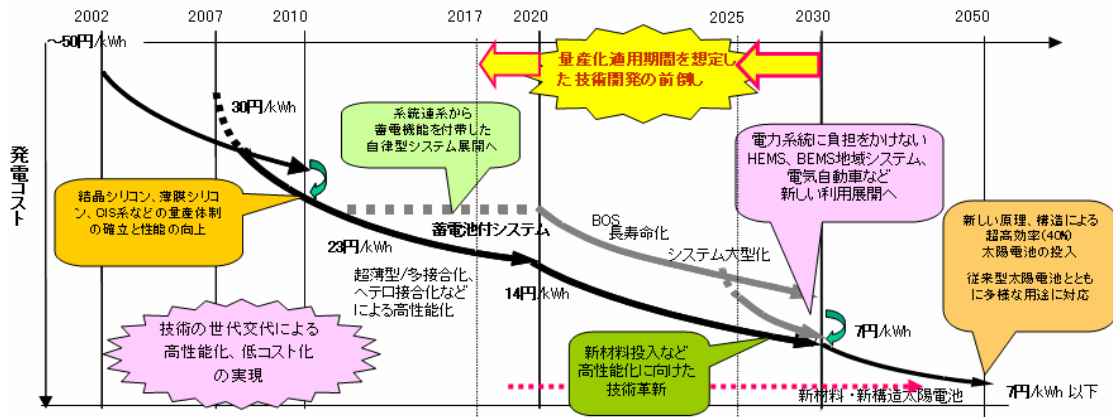 2002
2007
2010
2017
2020
2025
2030
2050
～50円/kWh
30円/kWh
量産化適用期間を想定し
た技術開発の前倒し
系統連系から
蓄電機能を付帯した
自律型システム展開へ
電力系統に負担をかけない
HEMS、BEMS地域システム、
電気自動車など
新しい利用展開へ
発電コスト
結晶シリコン、薄膜シリコ
ン、CIS系などの量産体制
の確立と性能の向上
蓄電池付システム
BOS
長寿命化
システム大型化
新しい原理、構造による
超高効率(40%)
太陽電池の投入
従来型太陽電池ととも
に多様な用途に対応
23円/kWh
超薄型/多接合化、
ヘテロ接合化など
による高性能化
14円/kWh
7円/kWh
技術の世代交代による
高性能化、低コスト化
の実現
新材料投入など
高性能化に向けた
技術革新
新材料・新構造太陽電池
7円/kWh 以下